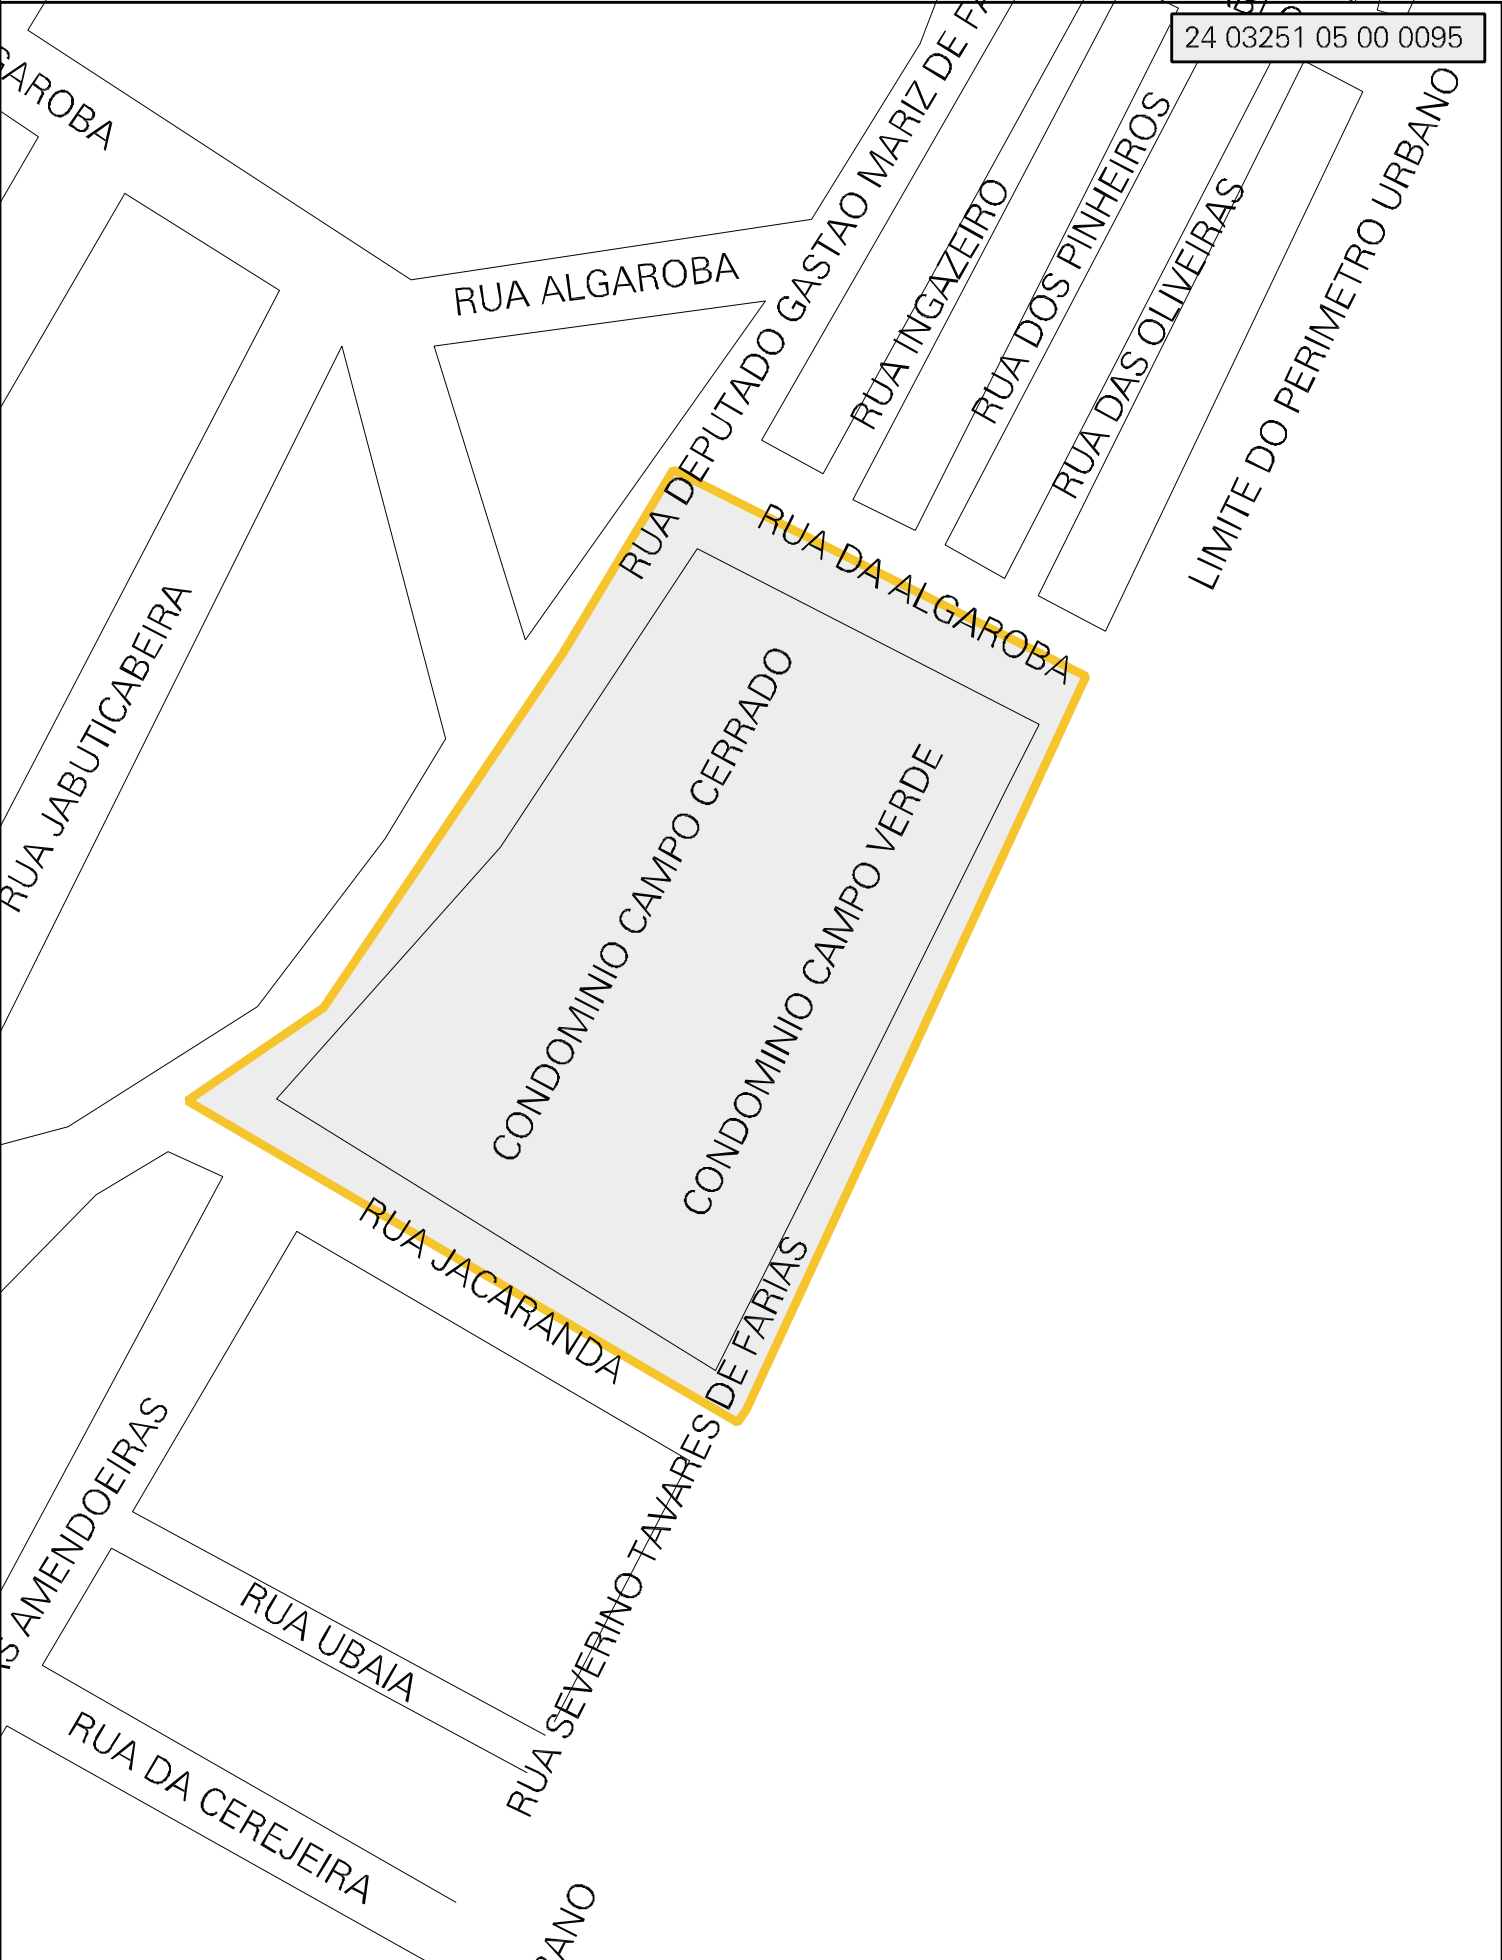 24 03251 05 00 0095
GAROBA
RUA ALGAROBA
RUA DEPUTADO GASTAO MARIZ DE FA
RUA INGAZEIRO
RUA DOS PINHEIROS
RUA DAS OLIVEIRAS
LIMITE DO PERIMETRO URBANO
RUA DA ALGAROBA
RUA JABUTICABEIRA
CONDOMINIO CAMPO CERRADO
CONDOMINIO CAMPO VERDE
RUA JACARANDA
RUA SEVERINO TAVARES DE FARIAS
S AMENDOEIRAS
RUA UBAIA
RUA DA CEREJEIRA
BANO